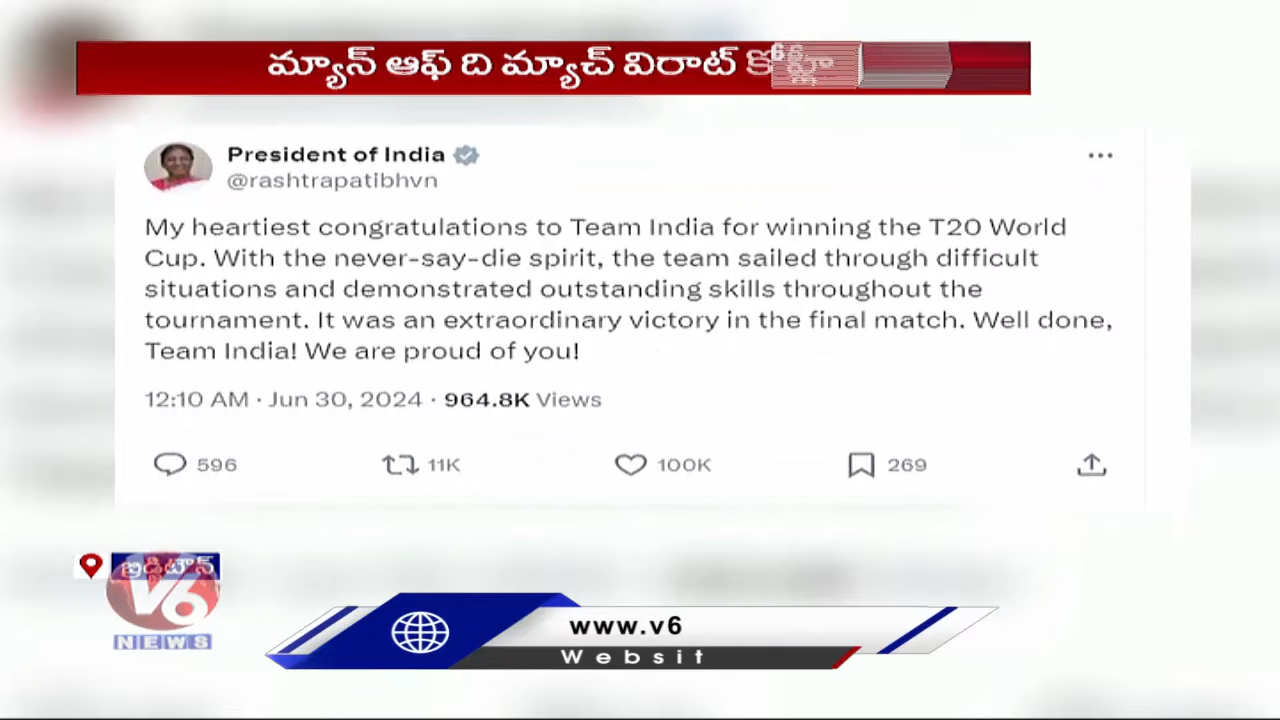 మ్యాన్ ఆఫ్ ది మ్యాచ్ విరాట్
President of India
@rashtrapatibhvn
My heartiest congratulations to Team India for winning the T20 World
Cup. With the never-say-die spirit, the team sailed through difficult
situations and demonstrated outstanding skills throughout the
tournament. It was an extraordinary victory in the final match. Well done,
Team India! We are proud of you!
12:10 AM · Jun 30, 2024 · 964.8K Views
596 11K 100K 269
V6
NEWS
www.v6
Websit